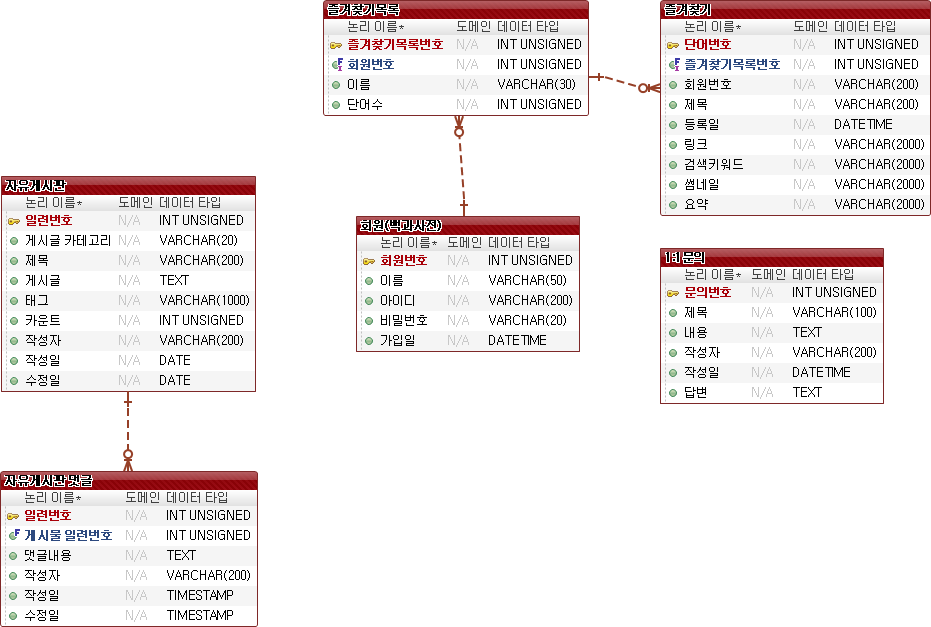 즐겨찾기목록
논리 이름* 도메인 데이터 타입
즐겨찾기목록번호 N/A INT UNSIGNED
회원번호 N/A INT UNSIGNED
이름 N/A VARCHAR(30)
단어수 N/A INT UNSIGNED
즐겨찾기
논리 이름* 도메인 데이터 타입
단어번호 N/A INT UNSIGNED
즐겨찾기목록번호 N/A INT UNSIGNED
회원번호 N/A VARCHAR(200)
제목 N/A VARCHAR(200)
등록일 N/A DATETIME
링크 N/A VARCHAR(2000)
검색키워드 N/A VARCHAR(2000)
썸네일 N/A VARCHAR(2000)
요약 N/A VARCHAR(2000)
자유게시판
논리 이름* 도메인 데이터 타입
일련번호 N/A INT UNSIGNED
게시글 카테고리 N/A VARCHAR(20)
제목 N/A VARCHAR(200)
게시글 N/A TEXT
태그 N/A VARCHAR(1000)
카운트 N/A INT UNSIGNED
작성자 N/A VARCHAR(200)
작성일 N/A DATE
수정일 N/A DATE
회원(백과사전)
논리 이름* 도메인 데이터 타입
회원번호 N/A INT UNSIGNED
이름 N/A VARCHAR(50)
아이디 N/A VARCHAR(200)
비밀번호 N/A VARCHAR(20)
가입일 N/A DATETIME
1:1 문의
논리 이름* 도메인 데이터 타입
문의번호 N/A INT UNSIGNED
제목 N/A VARCHAR(100)
내용 N/A TEXT
작성자 N/A VARCHAR(200)
작성일 N/A DATETIME
답변 N/A TEXT
자유게시판 댓글
논리 이름* 도메인 데이터 타입
일련번호 N/A INT UNSIGNED
게시물 일련번호 N/A INT UNSIGNED
댓글내용 N/A TEXT
작성자 N/A VARCHAR(200)
작성일 N/A TIMESTAMP
수정일 N/A TIMESTAMP